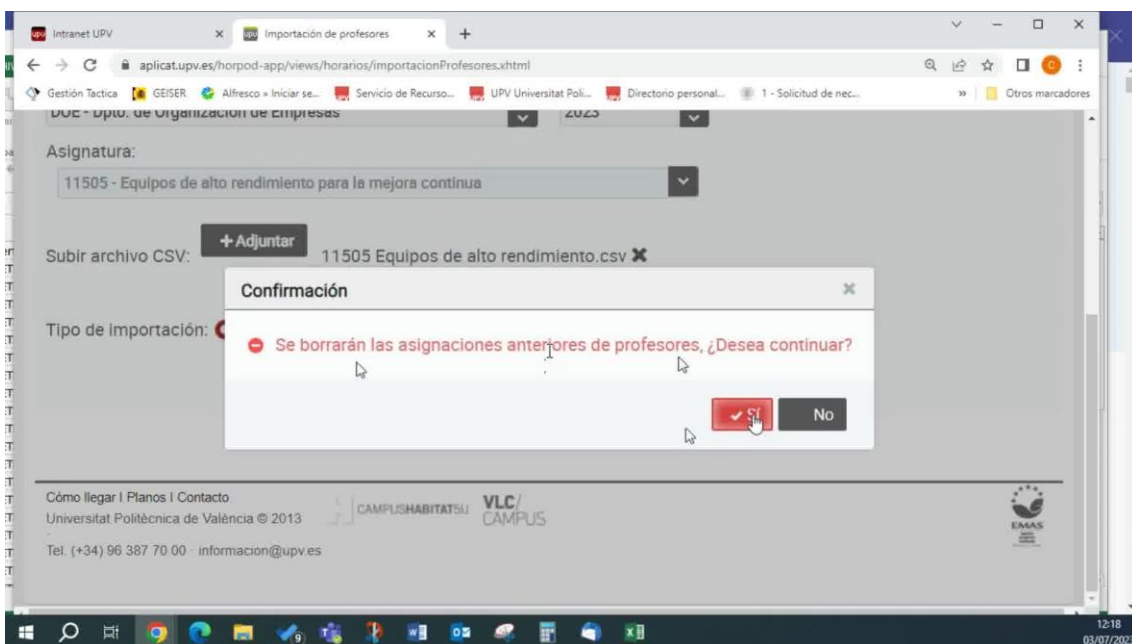 Intranet UPV
Importación de profesores
aplicat.upv.es/horpod-app/views/horarios/importacionProfesores.xhtml
Gestión Tactica
GEISER
Alfresco » Iniciar se...
Servicio de Recurso...
UPV Universitat Poli...
Directorio personal...
1 - Solicitud de nec...
»
Otros marcadores
DOE - Dpto. de Organización de Empresas
2023
Asignatura:
11505 - Equipos de alto rendimiento para la mejora continua
Subir archivo CSV:
+ Adjuntar
11505 Equipos de alto rendimiento.csv
Tipo de importación:
Confirmación
Se borrarán las asignaciones anteriores de profesores, ¿Desea continuar?
Sí
No
Cómo llegar I Planos I Contacto
Universitat Politècnica de València © 2013
Tel. (+34) 96 387 70 00 · informacion@upv.es
CAMPUSHABITAT5U
VLC/
CAMPUS
EMAS
12:18